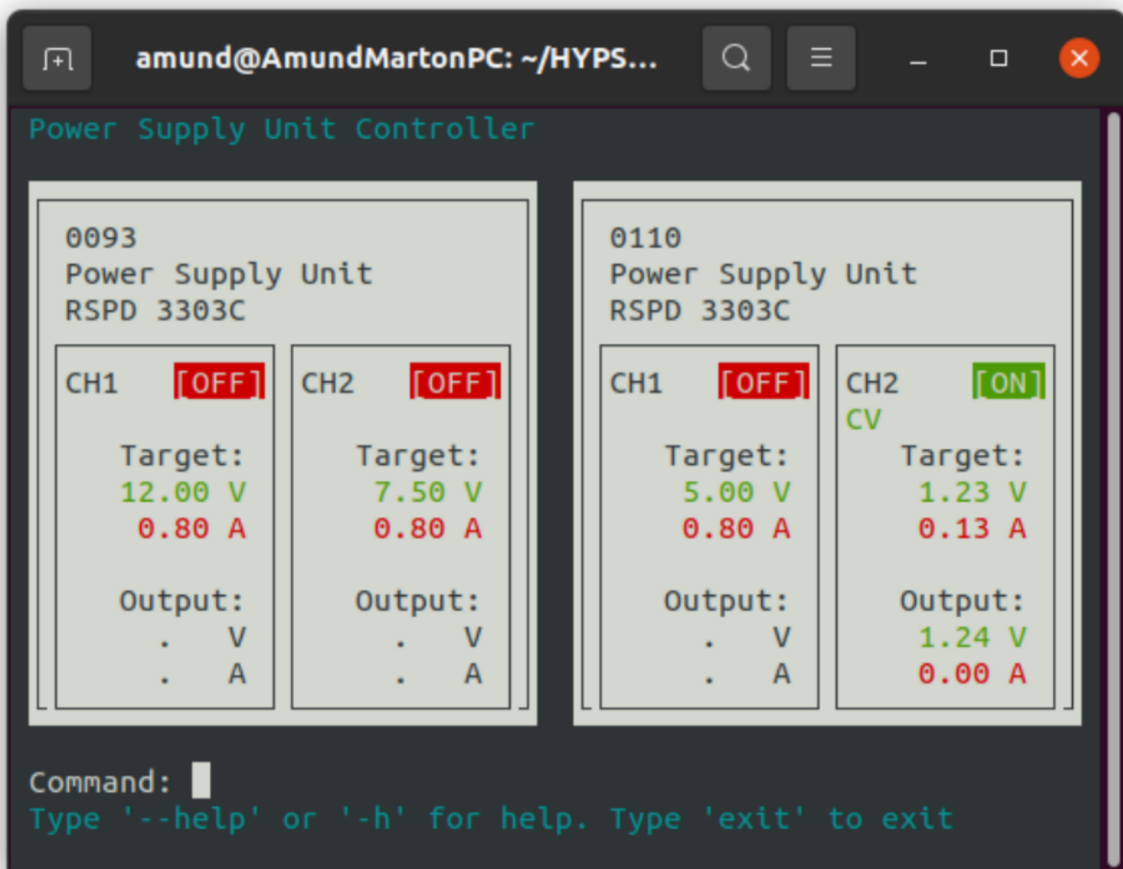 amund@AmundMartonPC: ~/HYPS...
Power Supply Unit Controller
0093
Power Supply Unit
RSPD 3303C
CH1 [OFF]
Target:
12.00 V
0.80 A
Output:
. V
. A
CH2 [OFF]
Target:
7.50 V
0.80 A
Output:
. V
. A
0110
Power Supply Unit
RSPD 3303C
CH1 [OFF]
Target:
5.00 V
0.80 A
Output:
. V
. A
CH2 [ON]
CV
Target:
1.23 V
0.13 A
Output:
1.24 V
0.00 A
Command:
Type '--help' or '-h' for help. Type 'exit' to exit